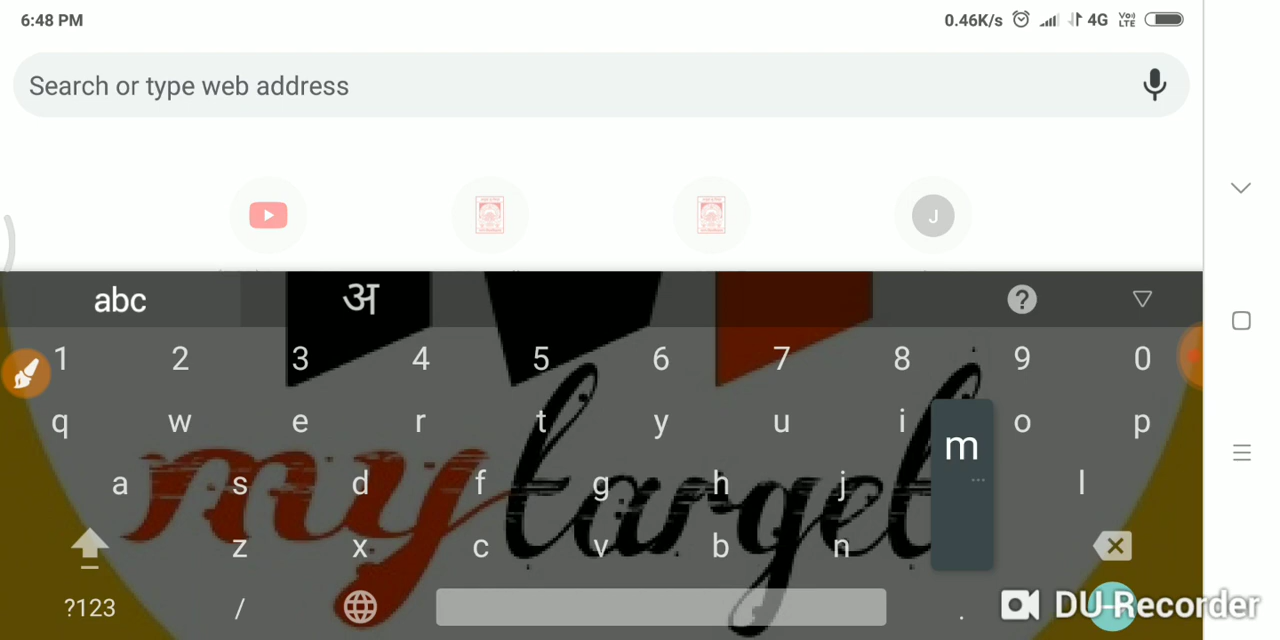 6:48 PM
0.46K/s 4G VoLTE
Search or type web address
J
abc अ ?
1 2 3 4 5 6 7 8 9 0
q w e r t y u i o p
my target
m
a s d f g h j l
z x c v b n
?123 / .
DU-Recorder